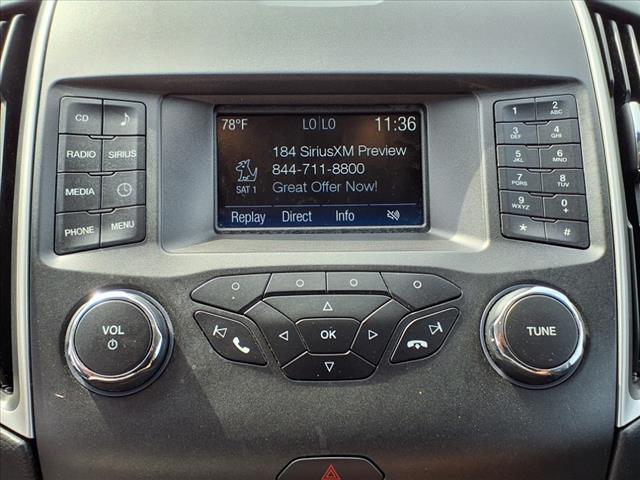 CD
RADIO
SIRIUS
MEDIA
PHONE
MENU
78°F
LO LO
11:36
184 SiriusXM Preview
844-711-8800
Great Offer Now!
SAT 1
Replay Direct Info
1
2 ABC
3 DEF
4 GHI
5 JKL
6 MNO
7 PQRS
8 TUV
9 WXYZ
0 +
* #
VOL
OK
TUNE